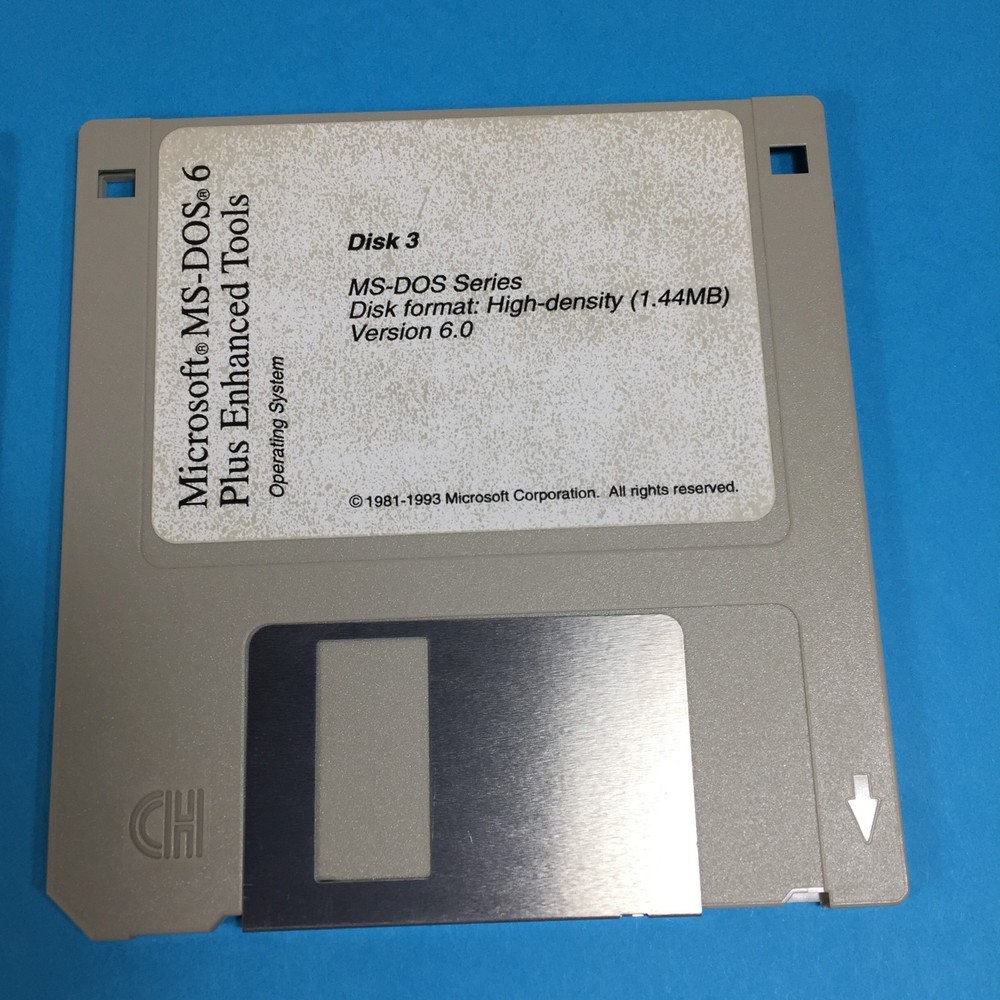 Microsoft® MS-DOS® 6
Plus Enhanced Tools
Operating System
Disk 3
MS-DOS Series
Disk format: High-density (1.44MB)
Version 6.0
© 1981-1993 Microsoft Corporation. All rights reserved.
HD